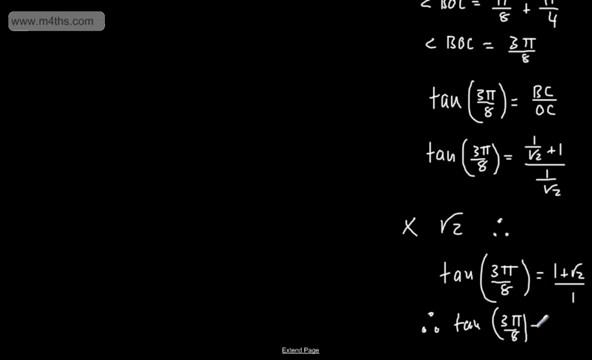 www.m4ths.com
< BOC = π/8 + π/4
< BOC = 3π/8
tan(3π/8) = BC/OC
tan(3π/8) = (1/√2 + 1)/(1/√2)
× √2 ∴
tan(3π/8) = (1+√2)/1
∴ tan(3π/8)
Extend Page